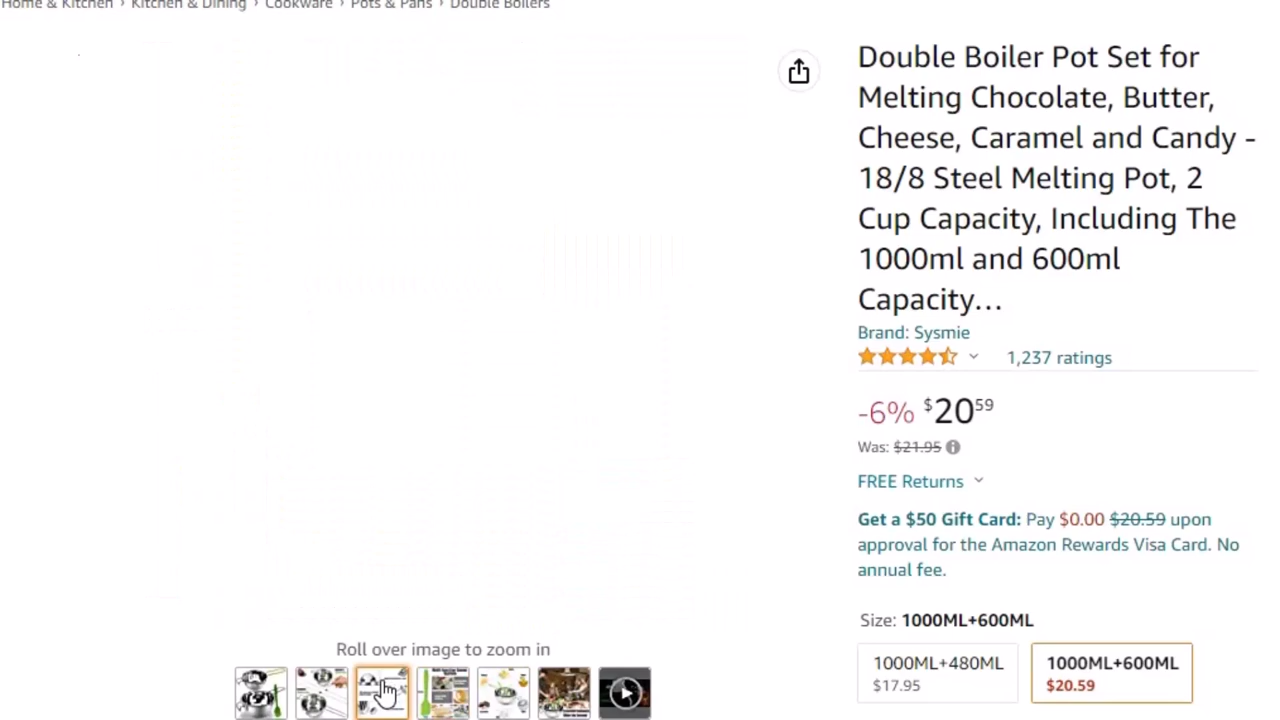 Home & Kitchen › Kitchen & Dining › Cookware › Pots & Pans › Double Boilers
Double Boiler Pot Set for
Melting Chocolate, Butter,
Cheese, Caramel and Candy -
18/8 Steel Melting Pot, 2
Cup Capacity, Including The
1000ml and 600ml
Capacity…
Brand: Sysmie
1,237 ratings
-6% $2059
Was: $21.95
FREE Returns
Get a $50 Gift Card: Pay $0.00 $20.59 upon
approval for the Amazon Rewards Visa Card. No
annual fee.
Size: 1000ML+600ML
1000ML+480ML 1000ML+600ML
$17.95 $20.59
Roll over image to zoom in